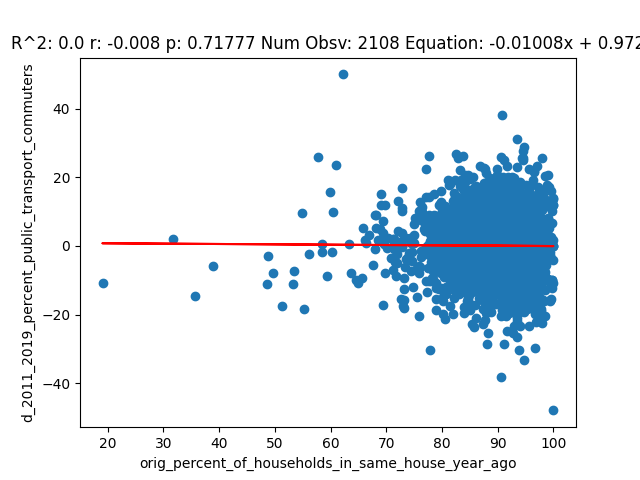 R^2: 0.0 r: -0.008 p: 0.71777 Num Obsv: 2108 Equation: -0.01008x + 0.972
d_2011_2019_percent_public_transport_commuters
40
20
0
−20
−40
20 30 40 50 60 70 80 90 100
orig_percent_of_households_in_same_house_year_ago